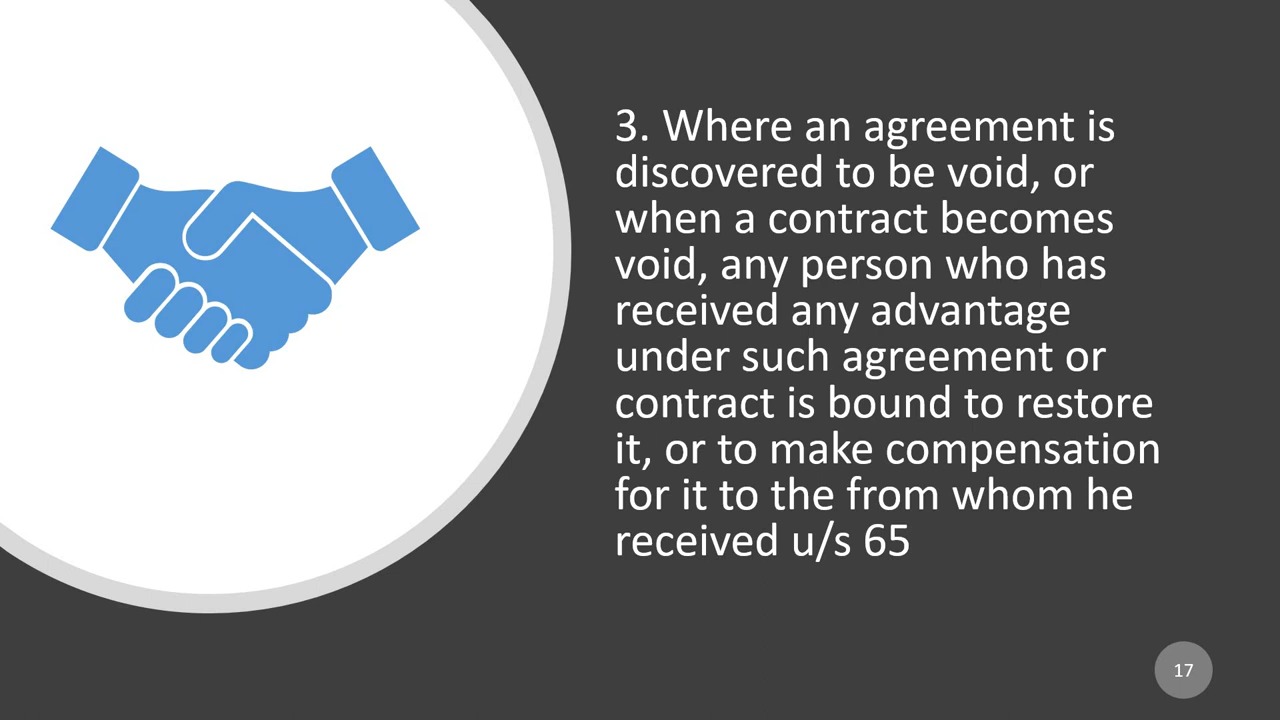 3. Where an agreement is
discovered to be void, or
when a contract becomes
void, any person who has
received any advantage
under such agreement or
contract is bound to restore
it, or to make compensation
for it to the from whom he
received u/s 65
17